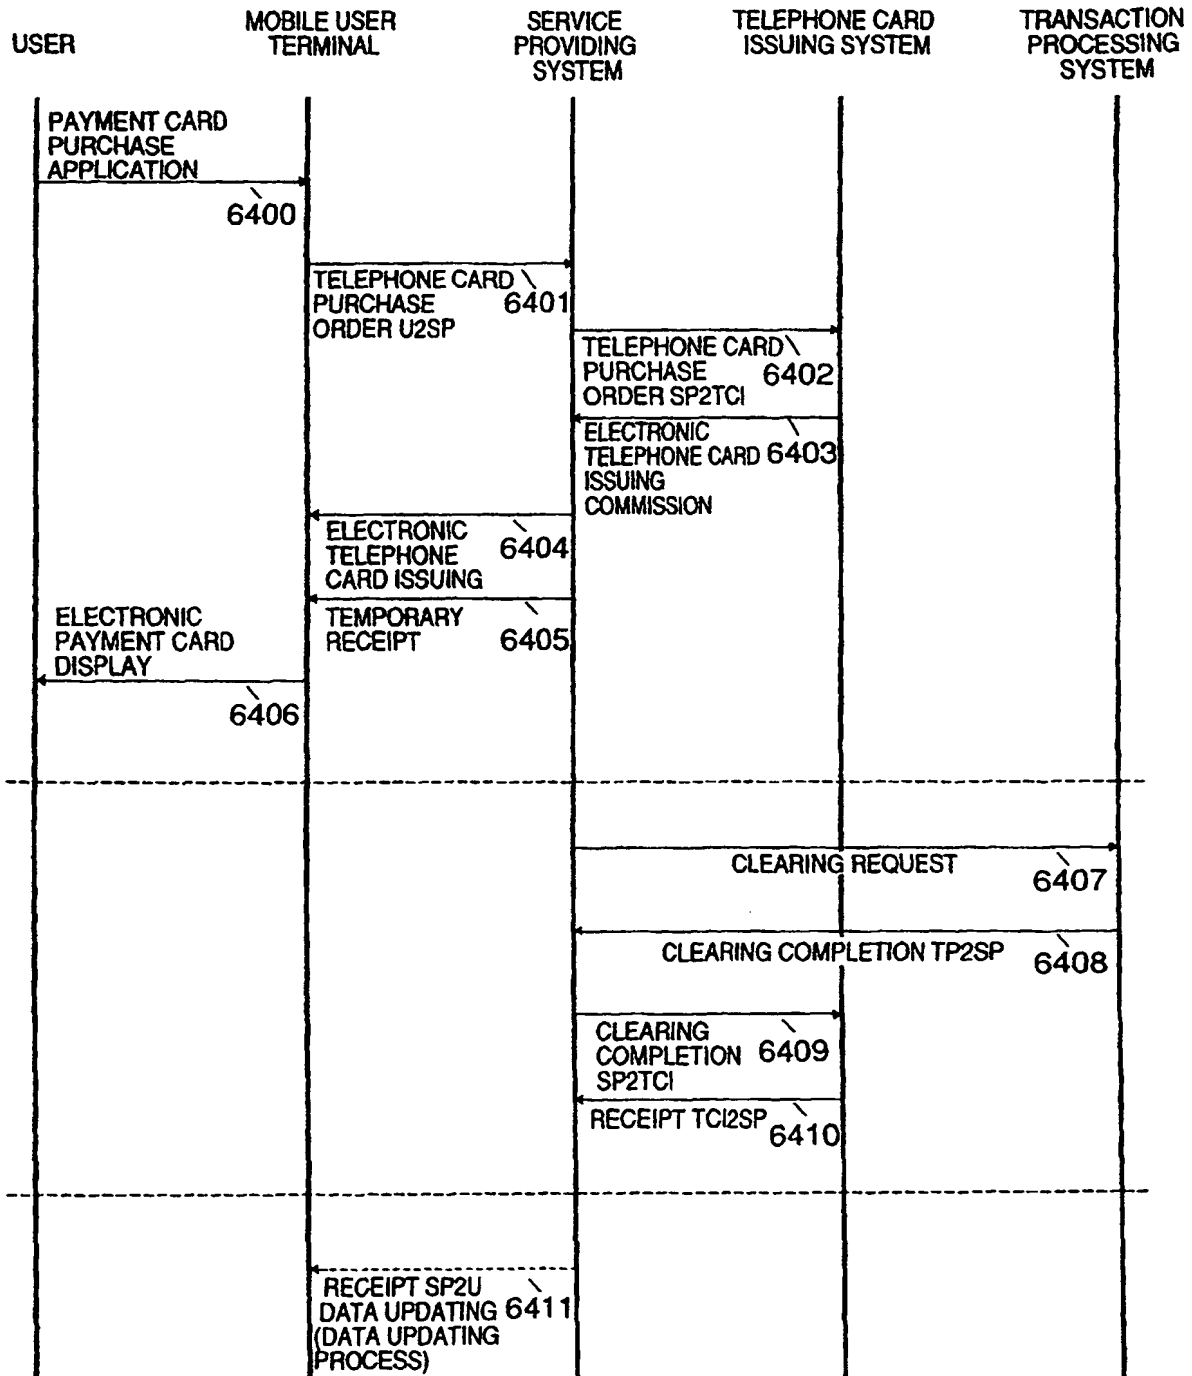 USER
MOBILE USER
TERMINAL
SERVICE
PROVIDING
SYSTEM
TELEPHONE CARD
ISSUING SYSTEM
TRANSACTION
PROCESSING
SYSTEM
PAYMENT CARD
PURCHASE
APPLICATION
6400
TELEPHONE CARD
PURCHASE
ORDER U2SP
6401
TELEPHONE CARD
PURCHASE
ORDER SP2TCI
6402
ELECTRONIC
TELEPHONE CARD
ISSUING
COMMISSION
6403
ELECTRONIC
TELEPHONE
CARD ISSUING
6404
TEMPORARY
RECEIPT
6405
ELECTRONIC
PAYMENT CARD
DISPLAY
6406
CLEARING REQUEST
6407
CLEARING COMPLETION TP2SP
6408
CLEARING
COMPLETION
SP2TCI
6409
RECEIPT TCI2SP
6410
RECEIPT SP2U
DATA UPDATING
(DATA UPDATING
PROCESS)
6411